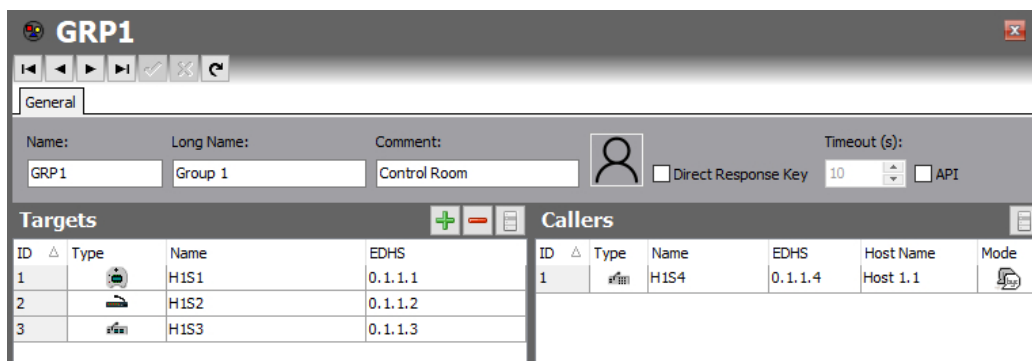 GRP1
General
Name: Long Name: Comment: Timeout (s):
GRP1 Group 1 Control Room Direct Response Key 10 API
Targets Callers
ID Type Name EDHS ID Type Name EDHS Host Name Mode
1 H1S1 0.1.1.1 1 H1S4 0.1.1.4 Host 1.1
2 H1S2 0.1.1.2
3 H1S3 0.1.1.3